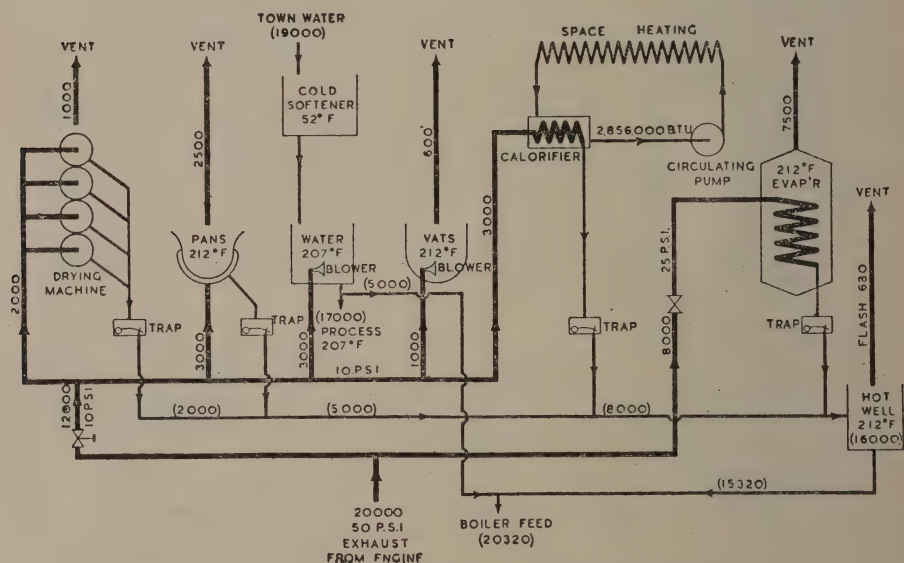 TOWN WATER
(19000)
VENT
VENT
VENT
SPACE HEATING
VENT
1000
2500
COLD
SOFTENER
52°F
600
2,856,000 BTU
CALORIFIER
CIRCULATING
PUMP
7500
212°F
EVAP'R
VENT
DRYING
MACHINE
PANS
212°F
WATER
207°F
BLOWER
VATS
212°F
BLOWER
3000
25 P.S.I.
FLASH 630
2000
TRAP
3000
TRAP
3000
(17000)
PROCESS
207°F
(5000)
1000
TRAP
8000
TRAP
10 P.S.I
12000
10 PSI
(2000)
(5000)
(8000)
HOT
WELL
212°F
(16000)
(15320)
20000
50 P.S.I
EXHAUST
FROM ENGINE
BOILER FEED
(20320)